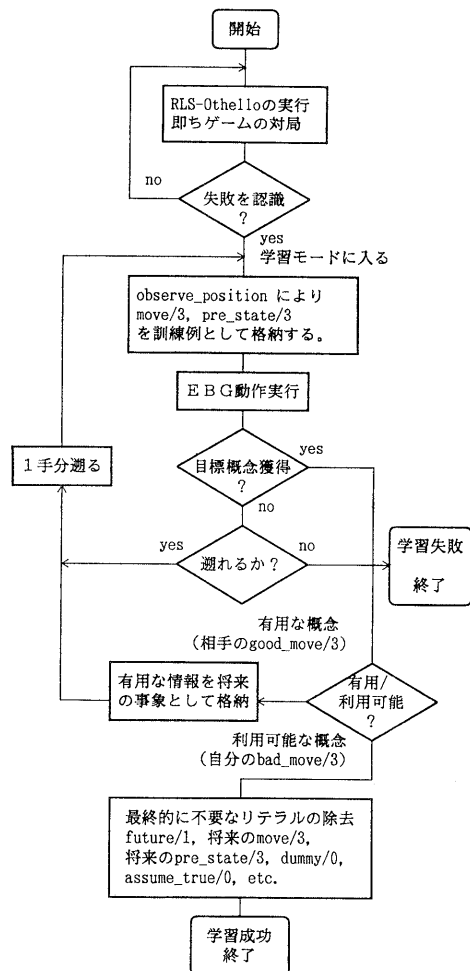 開始
RLS-Othelloの実行
即ちゲームの対局
no
失敗を認識
?
yes
学習モードに入る
observe_position により
move/3, pre_state/3
を訓練例として格納する。
EBG動作実行
1手分遡る
yes
目標概念獲得
?
no
yes
no
遡れるか?
学習失敗
終了
有用な概念
(相手のgood_move/3)
有用な情報を将来
の事象として格納
有用/
利用可能
?
利用可能な概念
(自分のbad_move/3)
最終的に不要なリテラルの除去
future/1, 将来のmove/3,
将来のpre_state/3, dummy/0,
assume_true/0, etc.
学習成功
終了